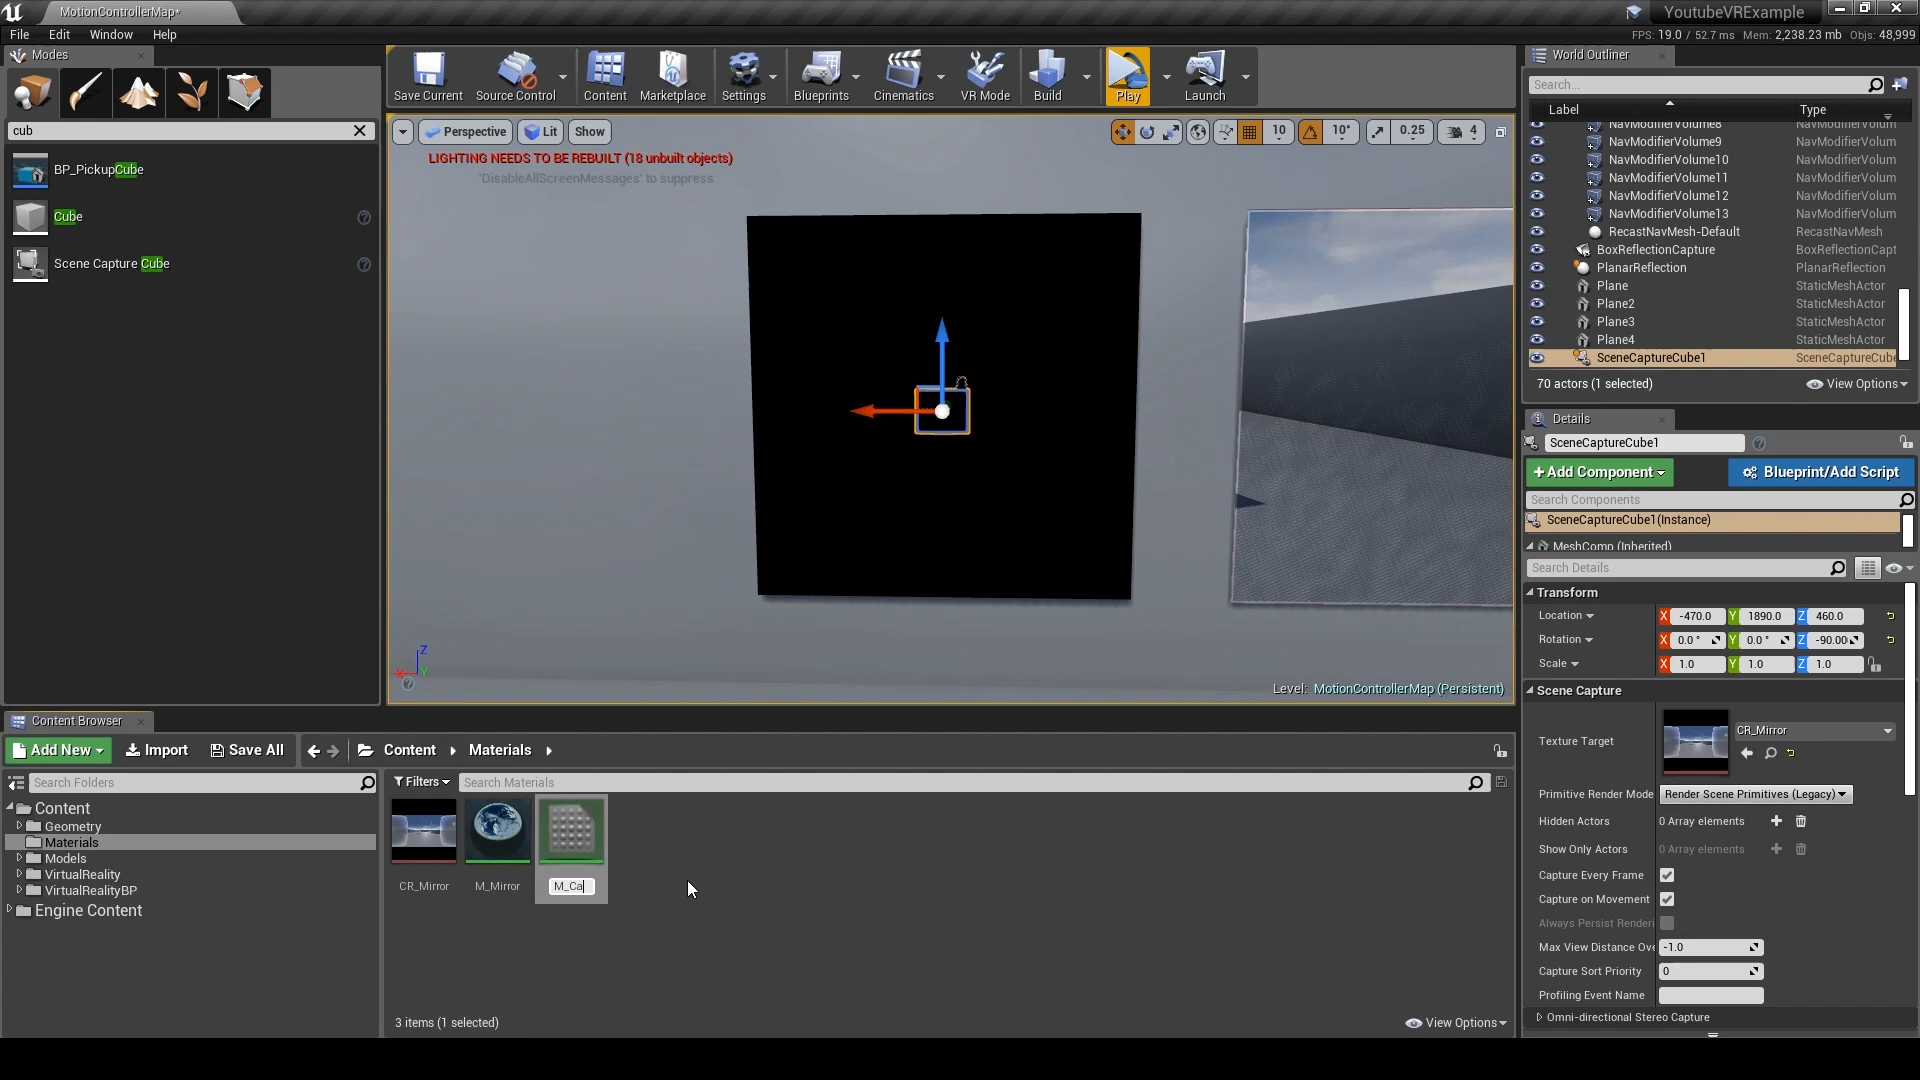 MotionControllerMap*
YoutubeVRExample
File Edit Window Help
FPS: 19.0 / 52.7 ms Mem: 2,238.23 mb Objs: 48,999
Modes
cub
BP_PickupCube
Cube
Scene Capture Cube
Save Current Source Control Content Marketplace Settings Blueprints Cinematics VR Mode Build Play Launch
Perspective Lit Show
10 10° 0.25 4
LIGHTING NEEDS TO BE REBUILT (18 unbuilt objects)
'DisableAllScreenMessages' to suppress
Z
X Y
Level: MotionControllerMap (Persistent)
World Outliner
Search...
Label Type
NavModifierVolume8 NavModifierVolum
NavModifierVolume9 NavModifierVolum
NavModifierVolume10 NavModifierVolum
NavModifierVolume11 NavModifierVolum
NavModifierVolume12 NavModifierVolum
NavModifierVolume13 NavModifierVolum
RecastNavMesh-Default RecastNavMesh
BoxReflectionCapture BoxReflectionCapt
PlanarReflection PlanarReflection
Plane StaticMeshActor
Plane2 StaticMeshActor
Plane3 StaticMeshActor
Plane4 StaticMeshActor
SceneCaptureCube1 SceneCaptureCube
70 actors (1 selected) View Options
Details
SceneCaptureCube1
+Add Component Blueprint/Add Script
Search Components
SceneCaptureCube1(Instance)
MeshComp (Inherited)
Search Details
Transform
Location X -470.0 Y 1890.0 Z 460.0
Rotation X 0.0 ° Y 0.0 ° Z -90.00
Scale X 1.0 Y 1.0 Z 1.0
Scene Capture
Texture Target CR_Mirror
Primitive Render Mode Render Scene Primitives (Legacy)
Hidden Actors 0 Array elements
Show Only Actors 0 Array elements
Capture Every Frame
Capture on Movement
Always Persist Renderi
Max View Distance Ove -1.0
Capture Sort Priority 0
Profiling Event Name
Omni-directional Stereo Capture
Content Browser
Add New Import Save All Content Materials
Search Folders
Content
Geometry
Materials
Models
VirtualReality
VirtualRealityBP
Engine Content
Filters Search Materials
CR_Mirror M_Mirror M_Ca
3 items (1 selected) View Options